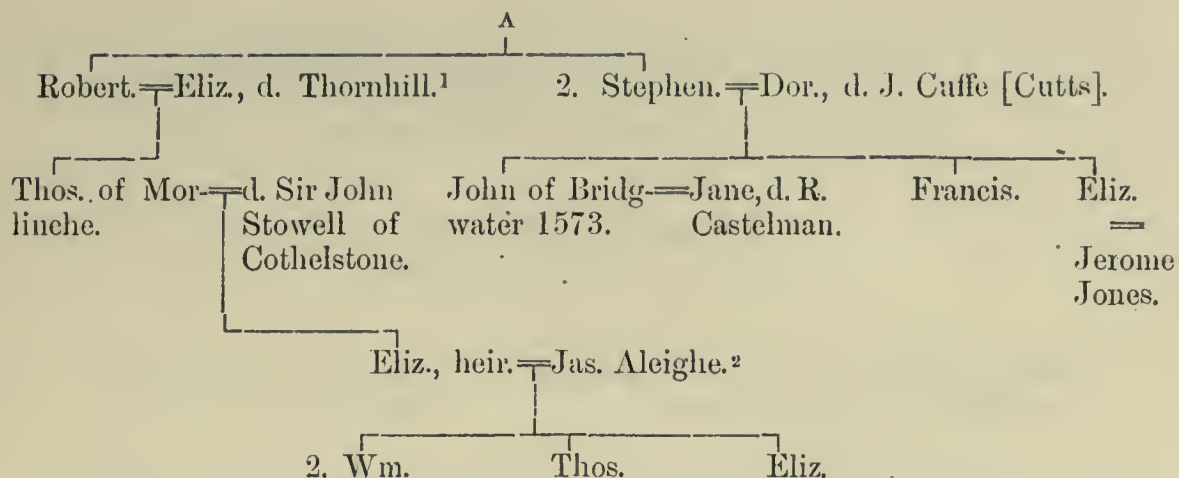 A
Robert.=Eliz., d. Thornhill.¹ 2. Stephen.=Dor., d. J. Cuffe [Cutts].
Thos. of Mor-=d. Sir John John of Bridg-=Jane, d. R. Francis. Eliz.
linche. Stowell of water 1573. Castelman. =
Cothelstone. Jerome
Jones.
Eliz., heir.=Jas. Aleighe.²
2. Wm. Thos. Eliz.